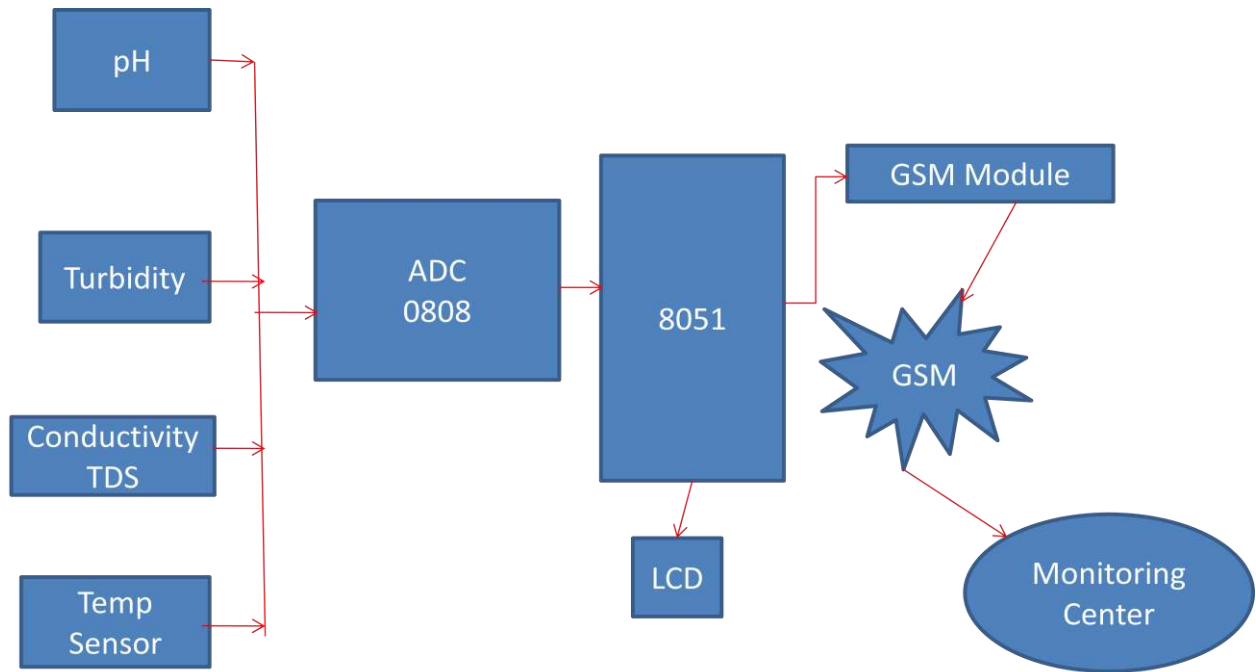 pH
Turbidity
Conductivity
TDS
Temp
Sensor
ADC
0808
8051
LCD
GSM Module
GSM
Monitoring
Center